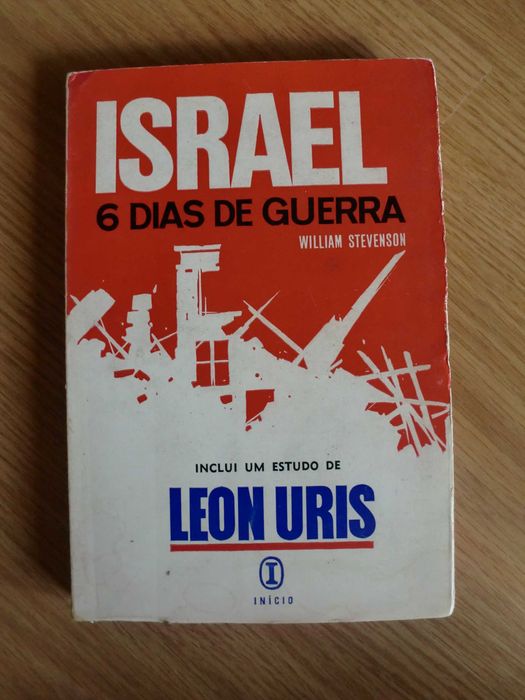 ISRAEL
6 DIAS DE GUERRA
WILLIAM STEVENSON
INCLUI UM ESTUDO DE
LEON URIS
I
INÍCIO